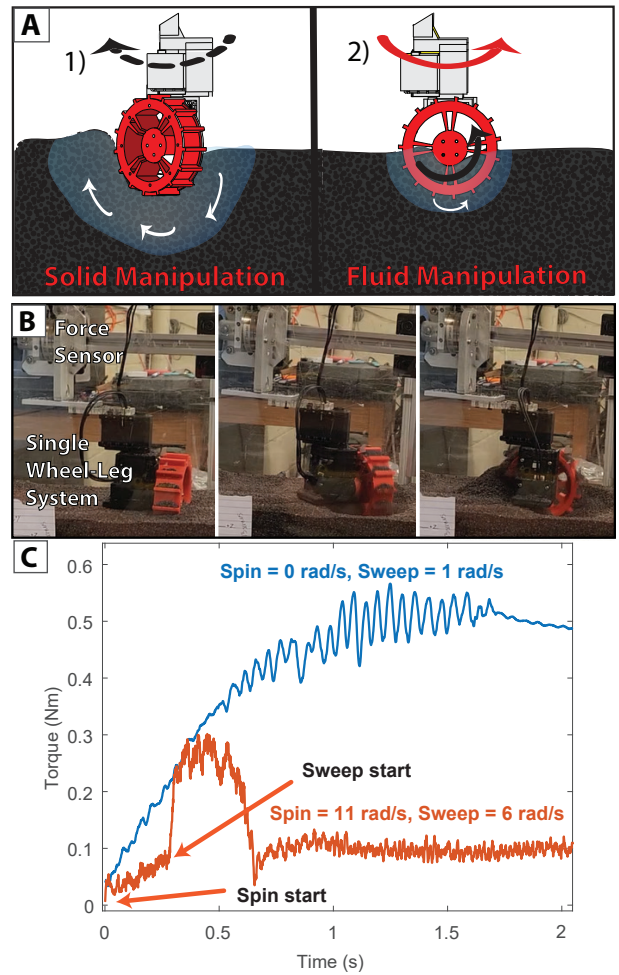 A
1)
2)
Solid Manipulation
Fluid Manipulation
B
Force
Sensor
Single
Wheel-Leg
System
C
Spin = 0 rad/s, Sweep = 1 rad/s
Sweep start
Spin = 11 rad/s, Sweep = 6 rad/s
Spin start
Torque (Nm)
0.6
0.5
0.4
0.3
0.2
0.1
0
0
0.5
1
1.5
2
Time (s)